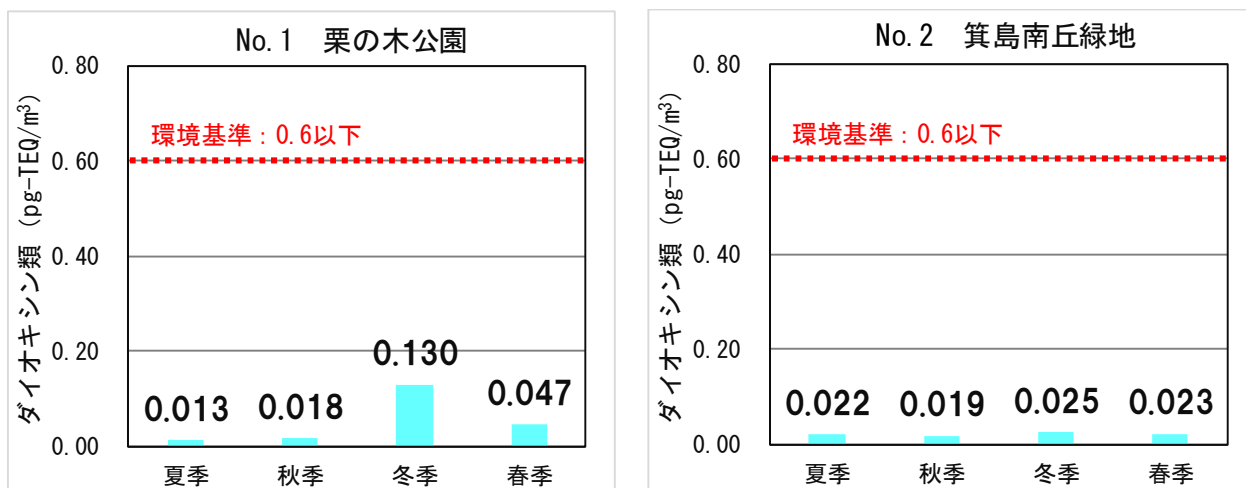 No.1 栗の木公園
ダイオキシン類 (pg-TEQ/m³)
0.80
0.60
0.40
0.20
0.00
環境基準：0.6以下
0.013
0.018
0.130
0.047
夏季
秋季
冬季
春季
No.2 箕島南丘緑地
ダイオキシン類 (pg-TEQ/m³)
0.80
0.60
0.40
0.20
0.00
環境基準：0.6以下
0.022
0.019
0.025
0.023
夏季
秋季
冬季
春季